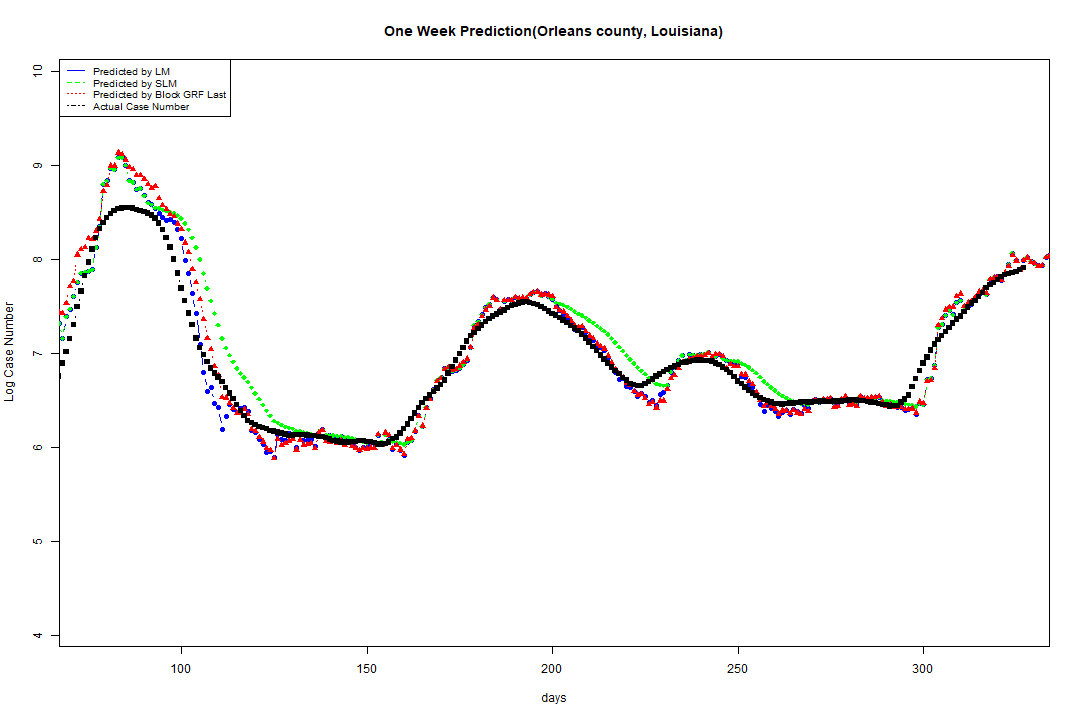 One Week Prediction(Orleans county, Louisiana)
Predicted by LM
Predicted by SLM
Predicted by Block GRF Last
Actual Case Number
10
9
8
7
6
5
4
Log Case Number
100 150 200 250 300
days